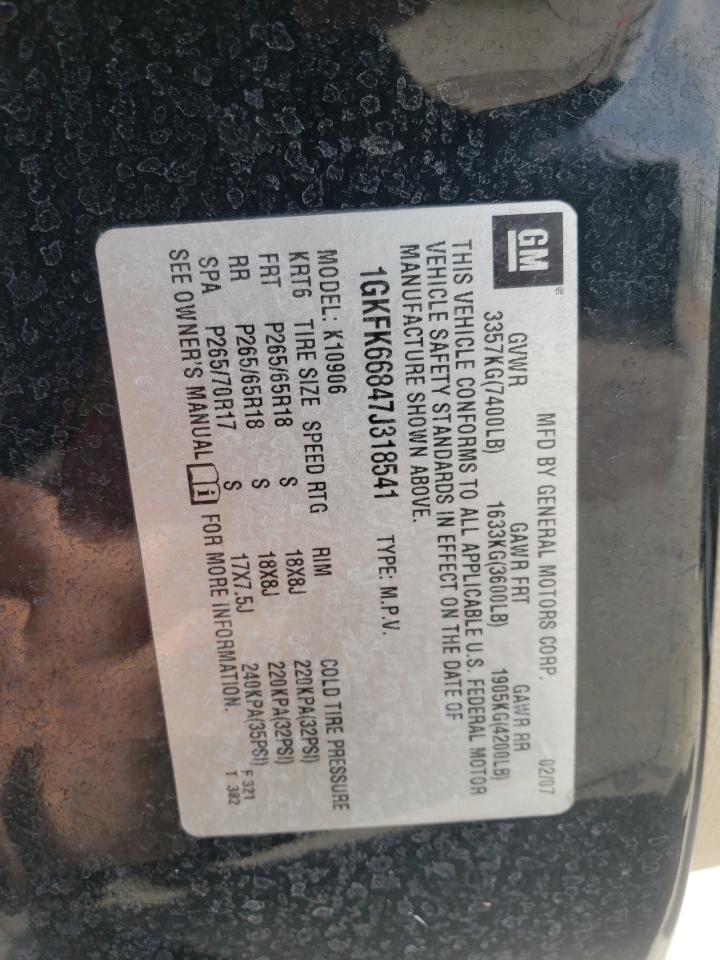 GM ®
MFD BY GENERAL MOTORS CORP. 02/07
GVWR GAWR FRT GAWR RR
3357KG(7400LB) 1633KG(3600LB) 1905KG(4200LB)
THIS VEHICLE CONFORMS TO ALL APPLICABLE U.S. FEDERAL MOTOR
VEHICLE SAFETY STANDARDS IN EFFECT ON THE DATE OF
MANUFACTURE SHOWN ABOVE.
1GKFK66847J318541 TYPE: M.P.V.
MODEL: K10906
KRT6 TIRE SIZE SPEED RTG RIM COLD TIRE PRESSURE
FRT P265/65R18 S 18X8J 220KPA(32PSI)
RR P265/65R18 S 18X8J 220KPA(32PSI)
SPA P265/70R17 S 17X7.5J 240KPA(35PSI)
SEE OWNER'S MANUAL FOR MORE INFORMATION.
F 321
T 382